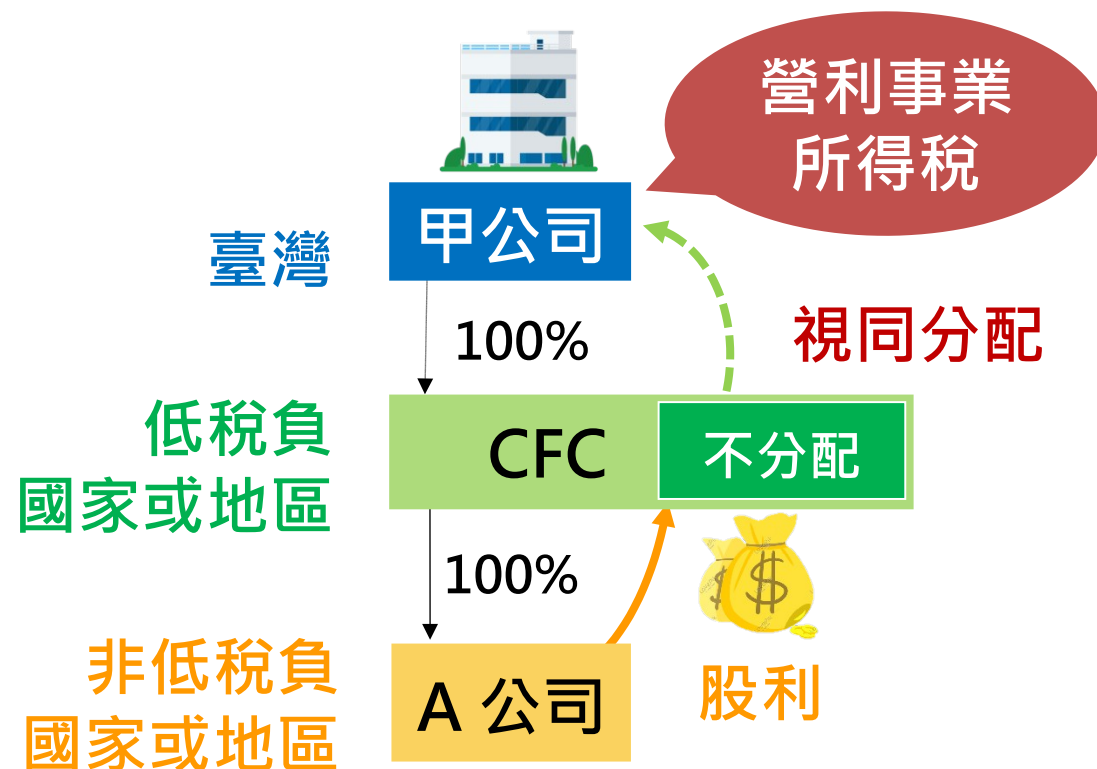 營利事業
所得稅
甲公司
臺灣
100%
視同分配
低稅負
國家或地區
CFC
不分配
100%
$
$
非低稅負
國家或地區
A 公司
股利